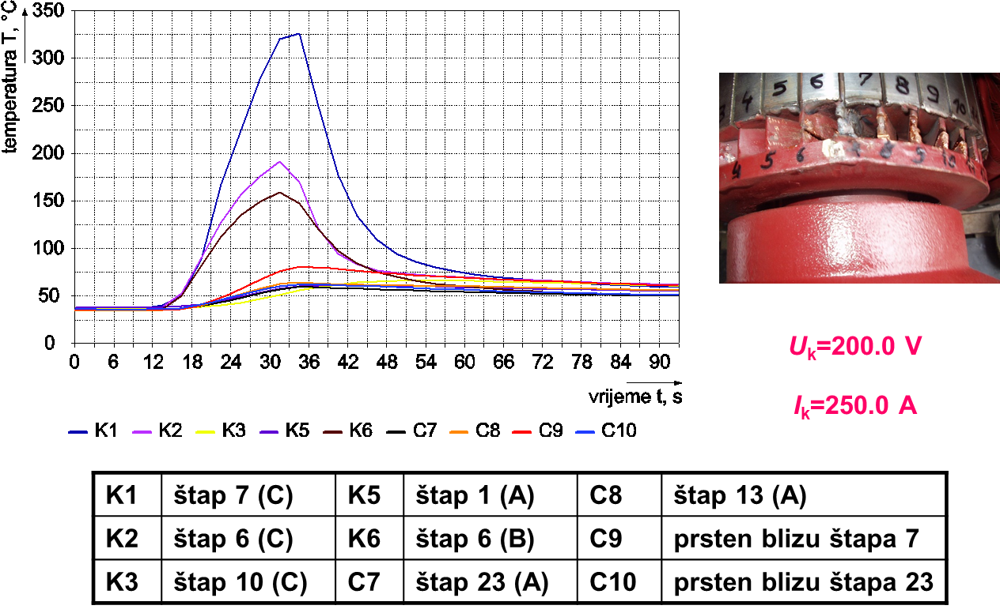 temperatura T, °C
350
300
250
200
150
100
50
0
0 6 12 18 24 30 36 42 48 54 60 66 72 78 84 90
vrijeme t, s
K1 K2 K3 K5 K6 C7 C8 C9 C10
4 5 6 7 8 9 10
4 5 6 7 8 9
Uk=200.0 V
Ik=250.0 A
K1 štap 7 (C) K5 štap 1 (A) C8 štap 13 (A)
K2 štap 6 (C) K6 štap 6 (B) C9 prsten blizu štapa 7
K3 štap 10 (C) C7 štap 23 (A) C10 prsten blizu štapa 23